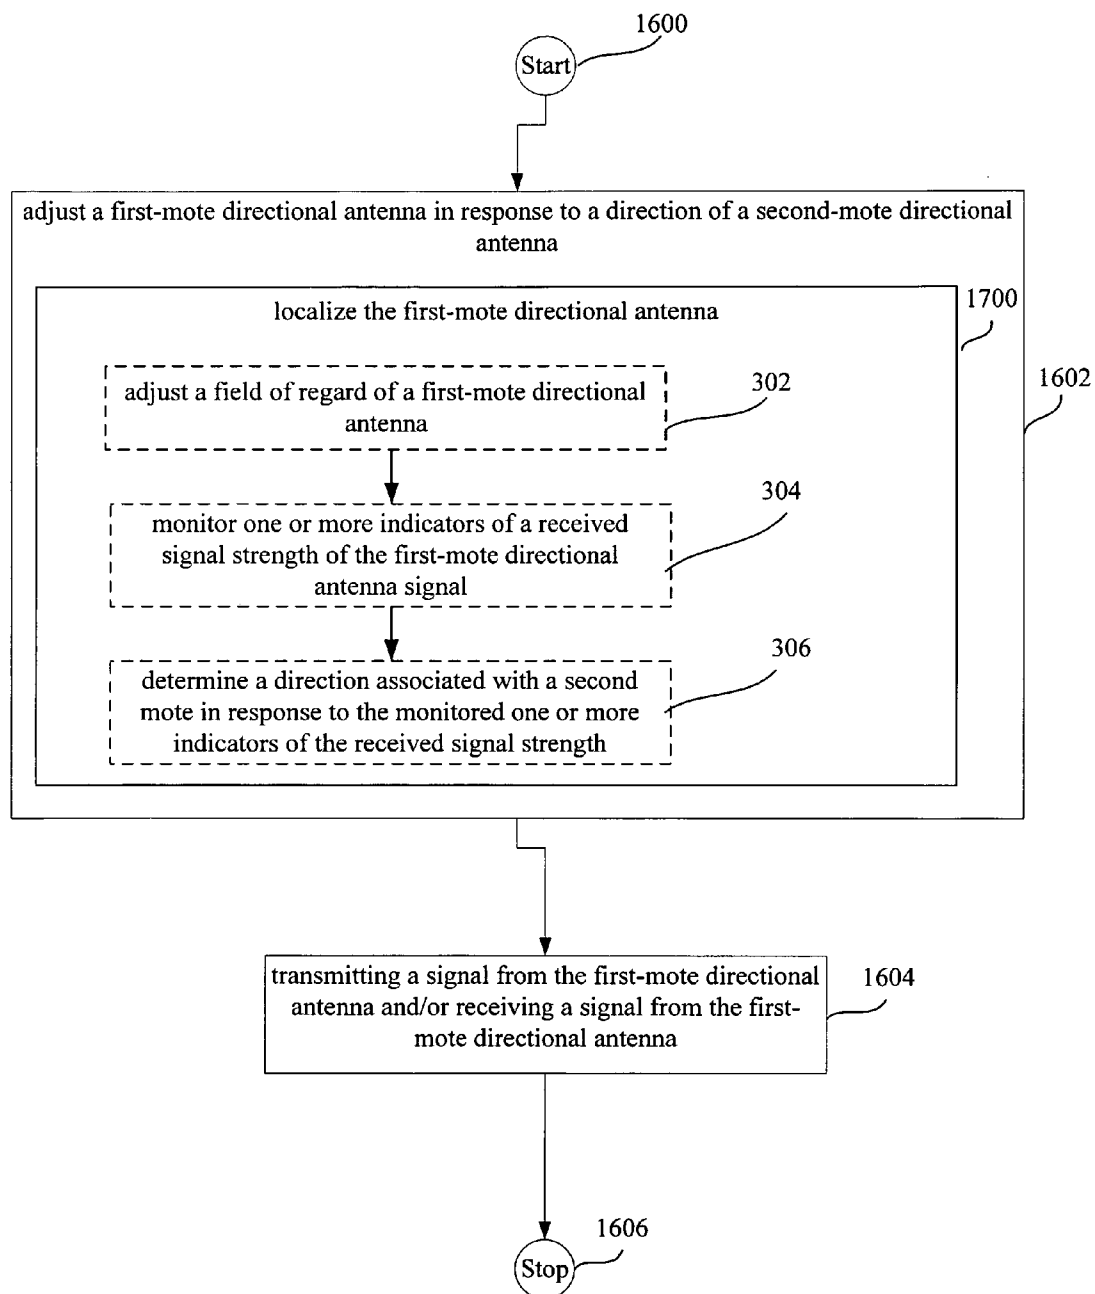 1600
Start
adjust a first-mote directional antenna in response to a direction of a second-mote directional
antenna
1700
localize the first-mote directional antenna
1602
302
adjust a field of regard of a first-mote directional
antenna
304
monitor one or more indicators of a received
signal strength of the first-mote directional
antenna signal
306
determine a direction associated with a second
mote in response to the monitored one or more
indicators of the received signal strength
1604
transmitting a signal from the first-mote directional
antenna and/or receiving a signal from the first-
mote directional antenna
1606
Stop